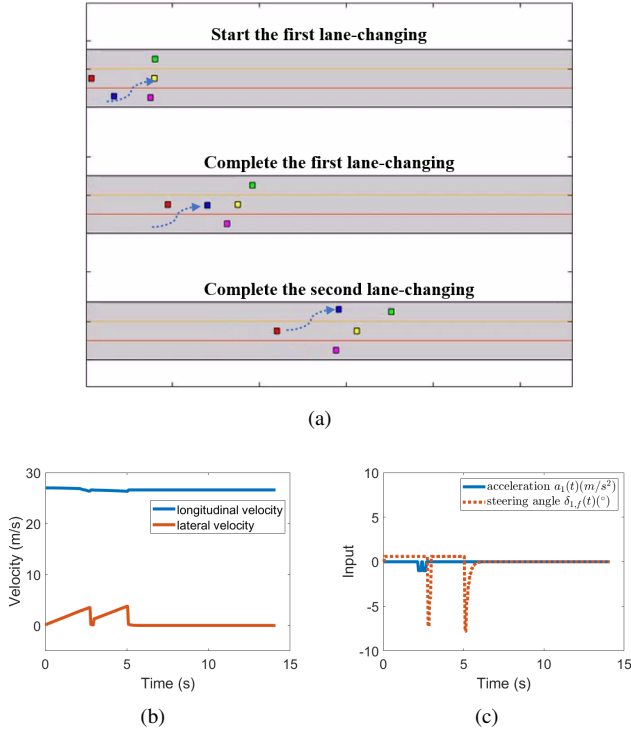 Start the first lane-changing
Complete the first lane-changing
Complete the second lane-changing
(a)
30
20
10
0
0
5
10
15
Velocity (m/s)
Time (s)
longitudinal velocity
lateral velocity
(b)
10
5
0
-5
-10
0
5
10
15
Input
Time (s)
acceleration a₁(t)(m/s²)
steering angle δ₁,f(t)(°)
(c)